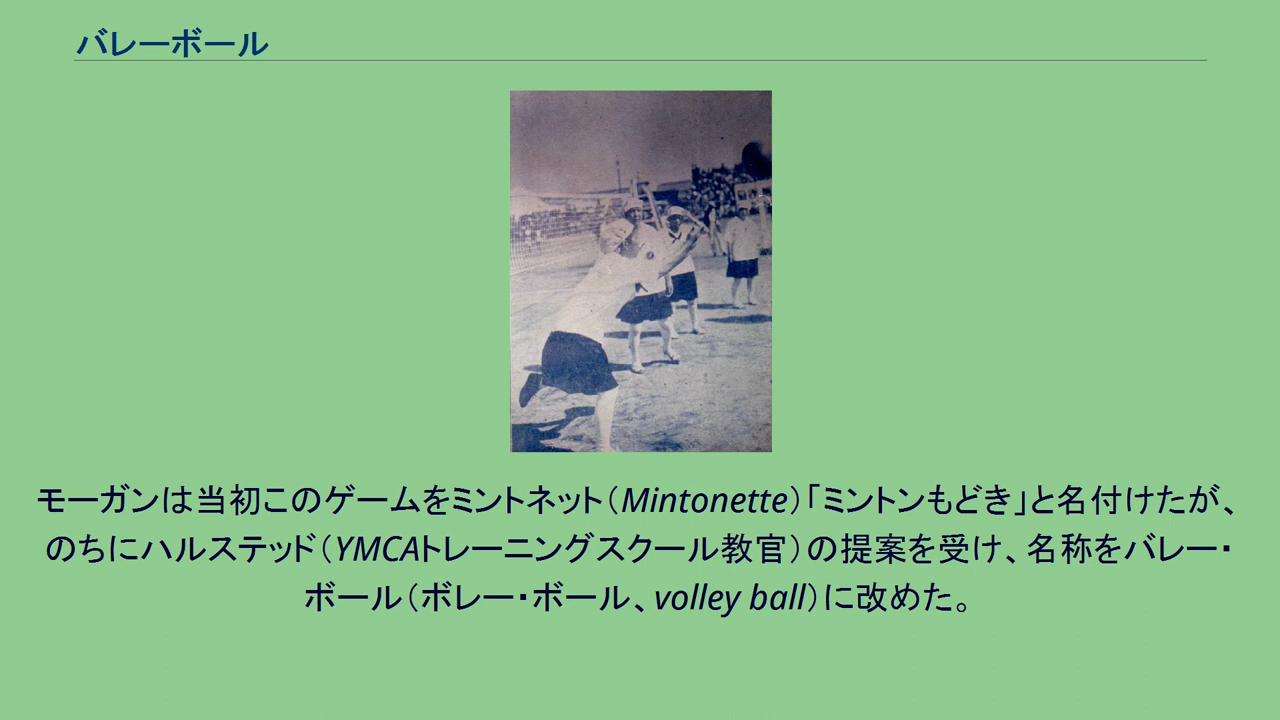 バレーボール
モーガンは当初このゲームをミントネット（Mintonette）「ミントンもどき」と名付けたが、
のちにハルステッド（YMCAトレーニングスクール教官）の提案を受け、名称をバレー・
ボール（ボレー・ボール、volley ball）に改めた。